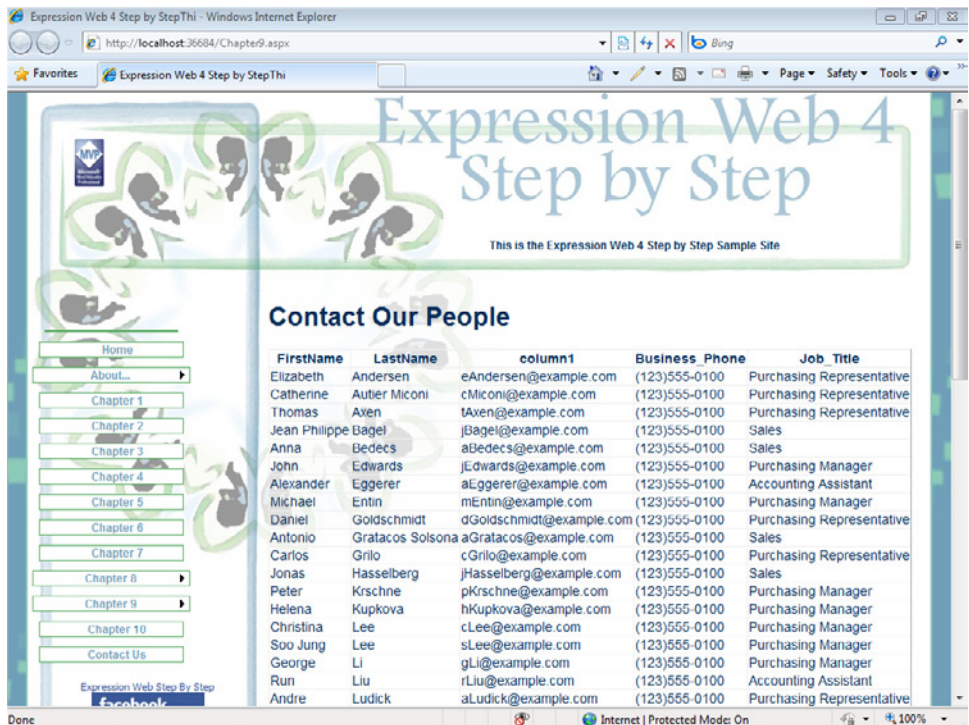 Expression Web 4 Step by StepThi - Windows Internet Explorer
http://localhost:36684/Chapter9.aspx
Bing
Favorites
Expression Web 4 Step by StepThi
Page
Safety
Tools
MVP
Microsoft
Most Valuable
Professional
Expression Web 4
Step by Step
This is the Expression Web 4 Step by Step Sample Site
Home
About...
Chapter 1
Chapter 2
Chapter 3
Chapter 4
Chapter 5
Chapter 6
Chapter 7
Chapter 8
Chapter 9
Chapter 10
Contact Us
Expression Web Step By Step
facebook
Contact Our People
FirstName LastName column1 Business_Phone Job_Title
Elizabeth Andersen eAndersen@example.com (123)555-0100 Purchasing Representative
Catherine Autier Miconi cMiconi@example.com (123)555-0100 Purchasing Representative
Thomas Axen tAxen@example.com (123)555-0100 Purchasing Representative
Jean Philippe Bagel jBagel@example.com (123)555-0100 Sales
Anna Bedecs aBedecs@example.com (123)555-0100 Sales
John Edwards jEdwards@example.com (123)555-0100 Purchasing Manager
Alexander Eggerer aEggerer@example.com (123)555-0100 Accounting Assistant
Michael Entin mEntin@example.com (123)555-0100 Purchasing Manager
Daniel Goldschmidt dGoldschmidt@example.com (123)555-0100 Purchasing Representative
Antonio Gratacos Solsona aGratacos@example.com (123)555-0100 Sales
Carlos Grilo cGrilo@example.com (123)555-0100 Purchasing Representative
Jonas Hasselberg jHasselberg@example.com (123)555-0100 Sales
Peter Krschne pKrschne@example.com (123)555-0100 Purchasing Manager
Helena Kupkova hKupkova@example.com (123)555-0100 Purchasing Manager
Christina Lee cLee@example.com (123)555-0100 Purchasing Manager
Soo Jung Lee sLee@example.com (123)555-0100 Purchasing Manager
George Li gLi@example.com (123)555-0100 Purchasing Manager
Run Liu rLiu@example.com (123)555-0100 Accounting Assistant
Andre Ludick aLudick@example.com (123)555-0100 Purchasing Representative
Done
Internet | Protected Mode: On
100%